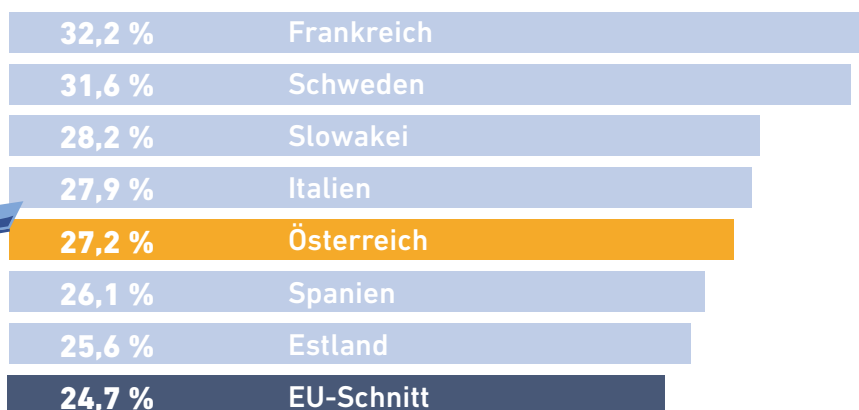 32,2 % Frankreich
31,6 % Schweden
28,2 % Slowakei
27,9 % Italien
27,2 % Österreich
26,1 % Spanien
25,6 % Estland
24,7 % EU-Schnitt